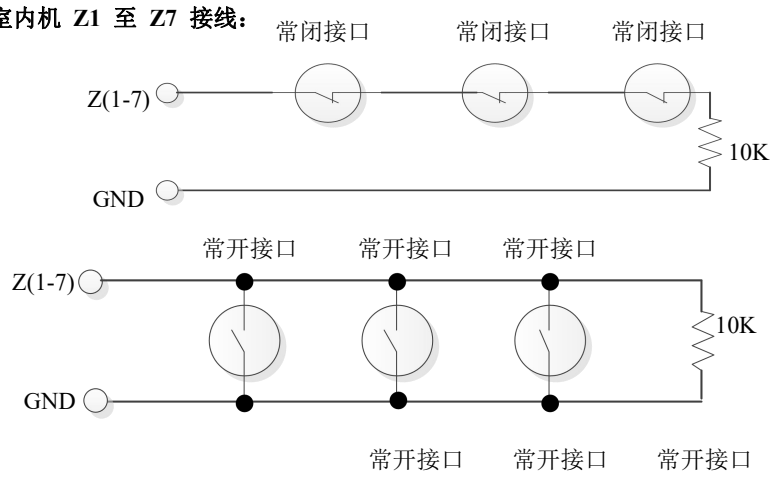 室内机 Z1 至 Z7 接线：
常闭接口 常闭接口 常闭接口
Z(1-7)
10K
GND
常开接口 常开接口 常开接口
Z(1-7)
10K
GND
常开接口 常开接口 常开接口